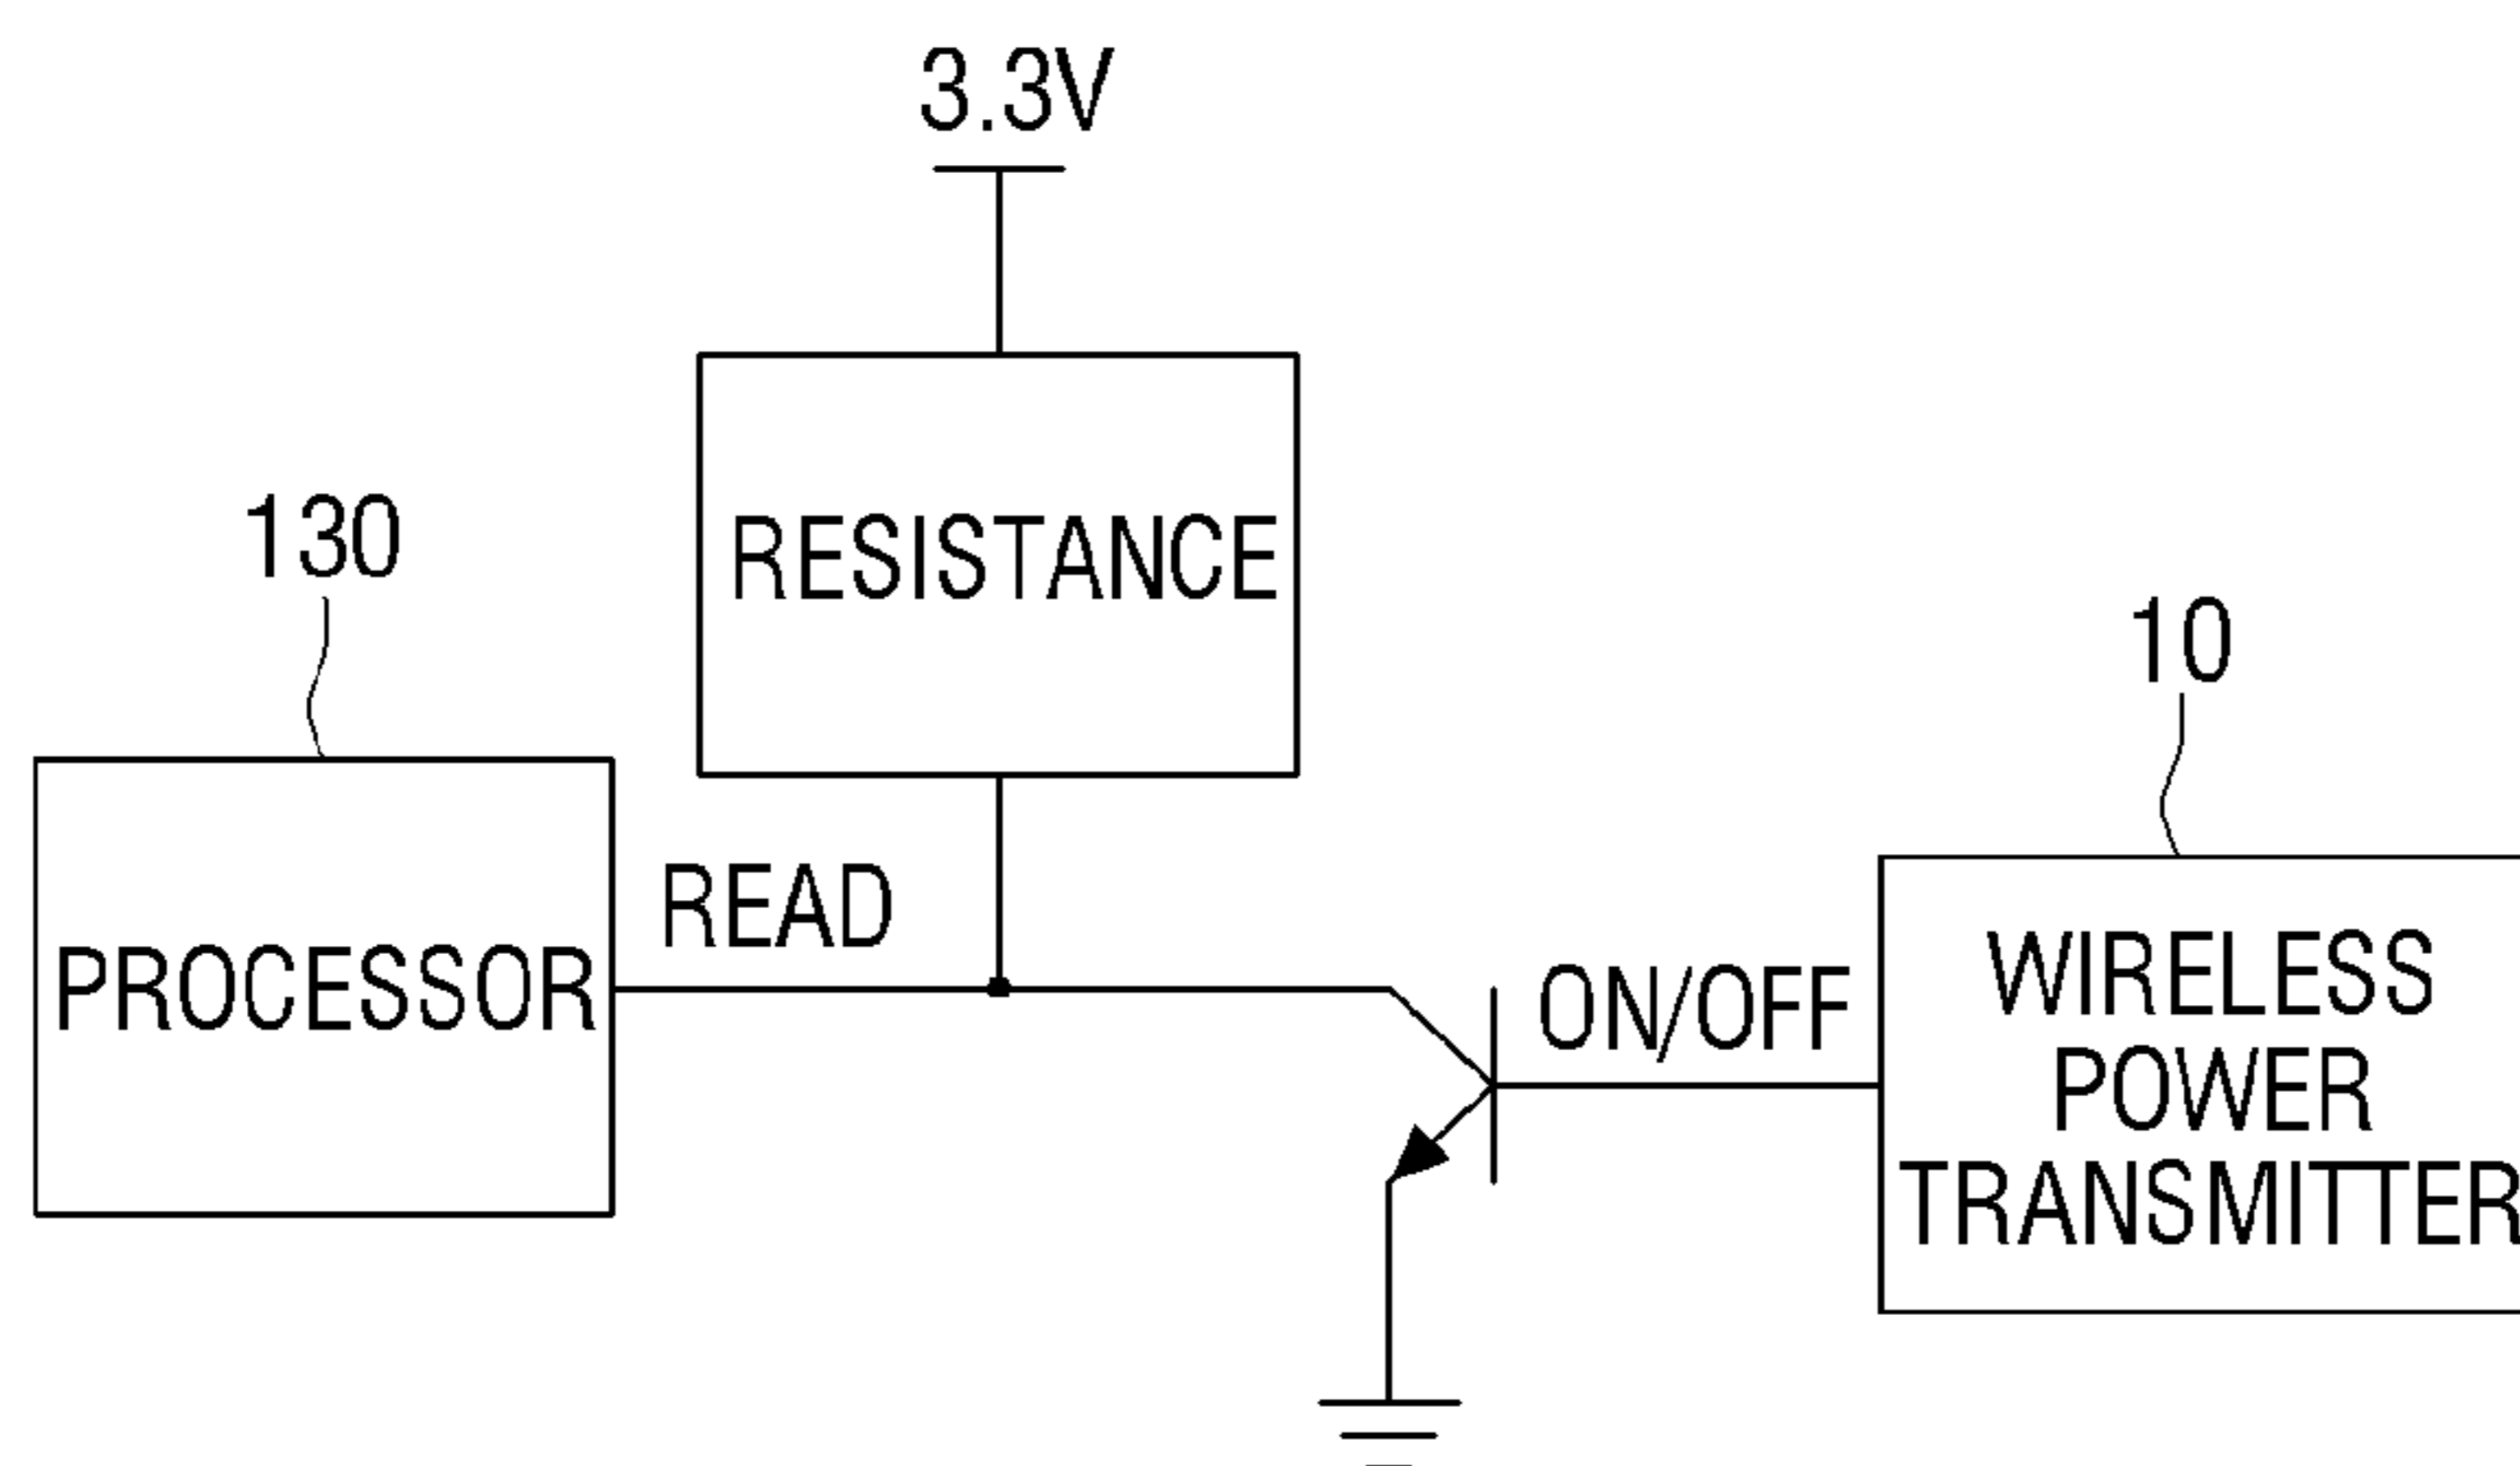 3.3V
RESISTANCE
130
10
READ
PROCESSOR
ON/OFF
WIRELESS
POWER
TRANSMITTER